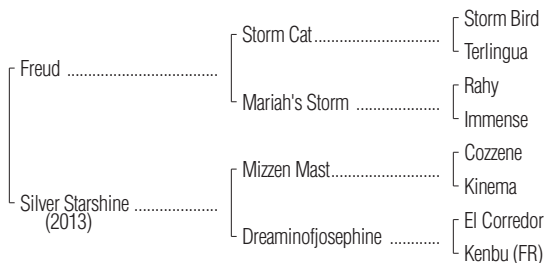 Storm Bird
Storm Cat........................................
Terlingua
Freud ................................................
Rahy
Mariah's Storm ...........................
Immense
Cozzene
Mizzen Mast...................................
Kinema
Silver Starshine ..........................
(2013)
El Corredor
Dreaminofjosephine .............
Kenbu (FR)